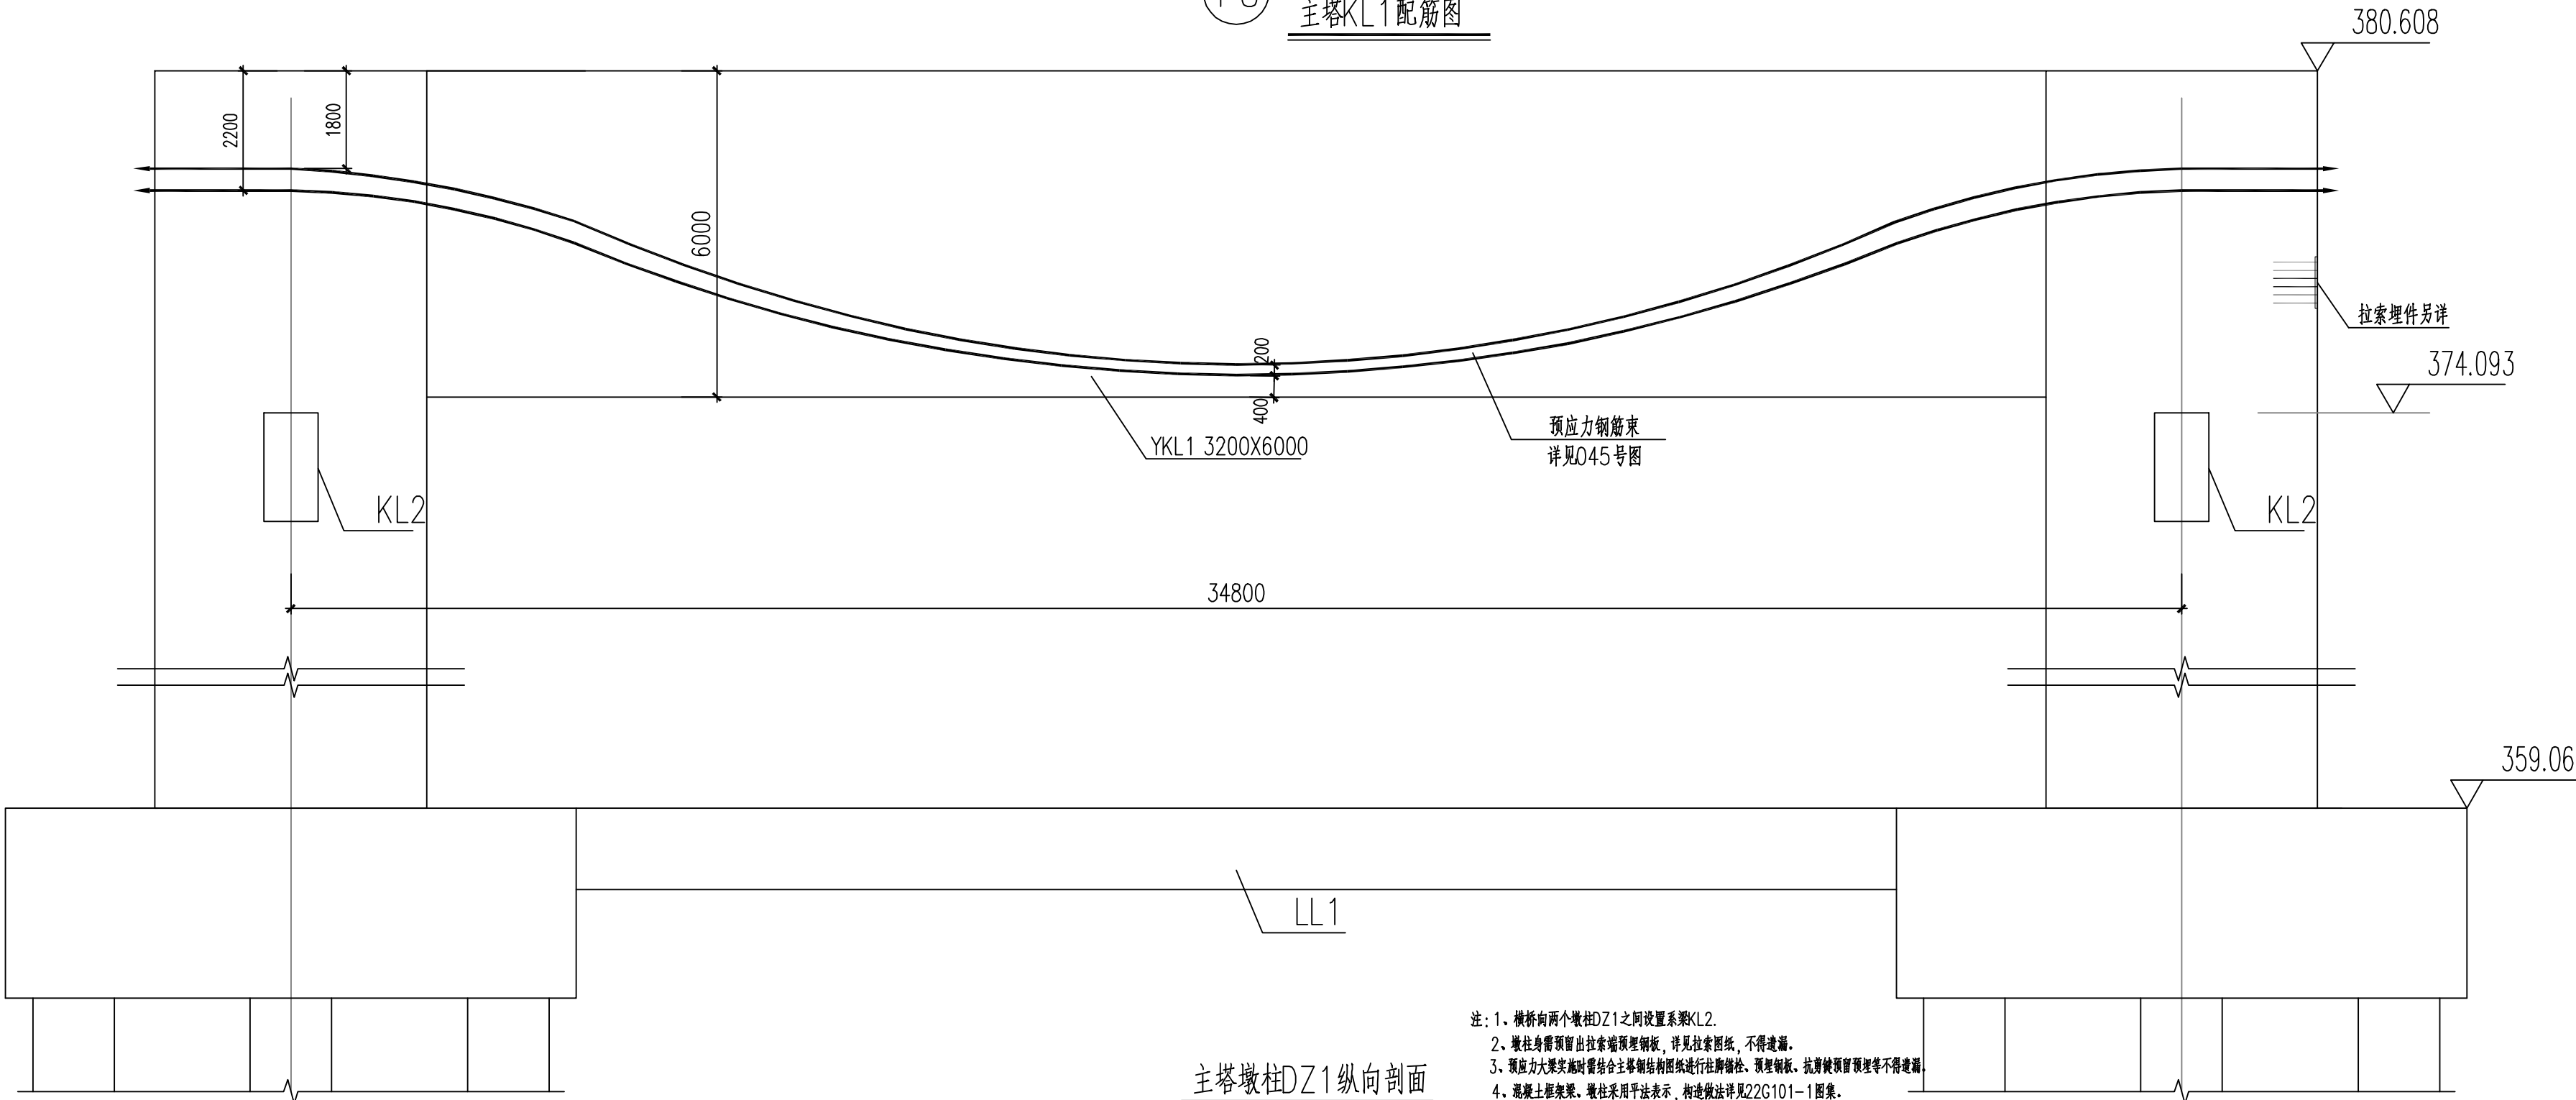 主塔KL1配筋图
380.608
2200
1800
6000
拉索埋件另详
200
374.093
400
YKL1 3200X6000
预应力钢筋束
详见045号图
KL2
KL2
34800
359.06
LL1
注：1、横桥向两个墩柱DZ1之间设置系梁KL2.
2、墩柱身需预留出拉索端预埋钢板，详见拉索图纸，不得遗漏。
3、预应力大梁实施时需结合主塔钢结构图纸进行柱脚锚栓、预埋钢板、抗剪键预留预埋等不得遗漏.
4、混凝土框架梁、墩柱采用平法表示，构造做法详见22G101-1图集。
主塔墩柱DZ1纵向剖面